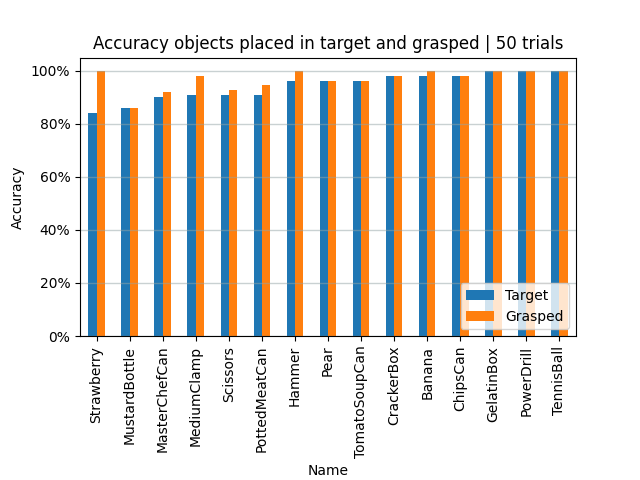 Accuracy objects placed in target and grasped | 50 trials
100%
80%
60%
40%
20%
0%
Accuracy
Target
Grasped
Strawberry
MustardBottle
MasterChefCan
MediumClamp
Scissors
PottedMeatCan
Hammer
Pear
TomatoSoupCan
CrackerBox
Banana
ChipsCan
GelatinBox
PowerDrill
TennisBall
Name